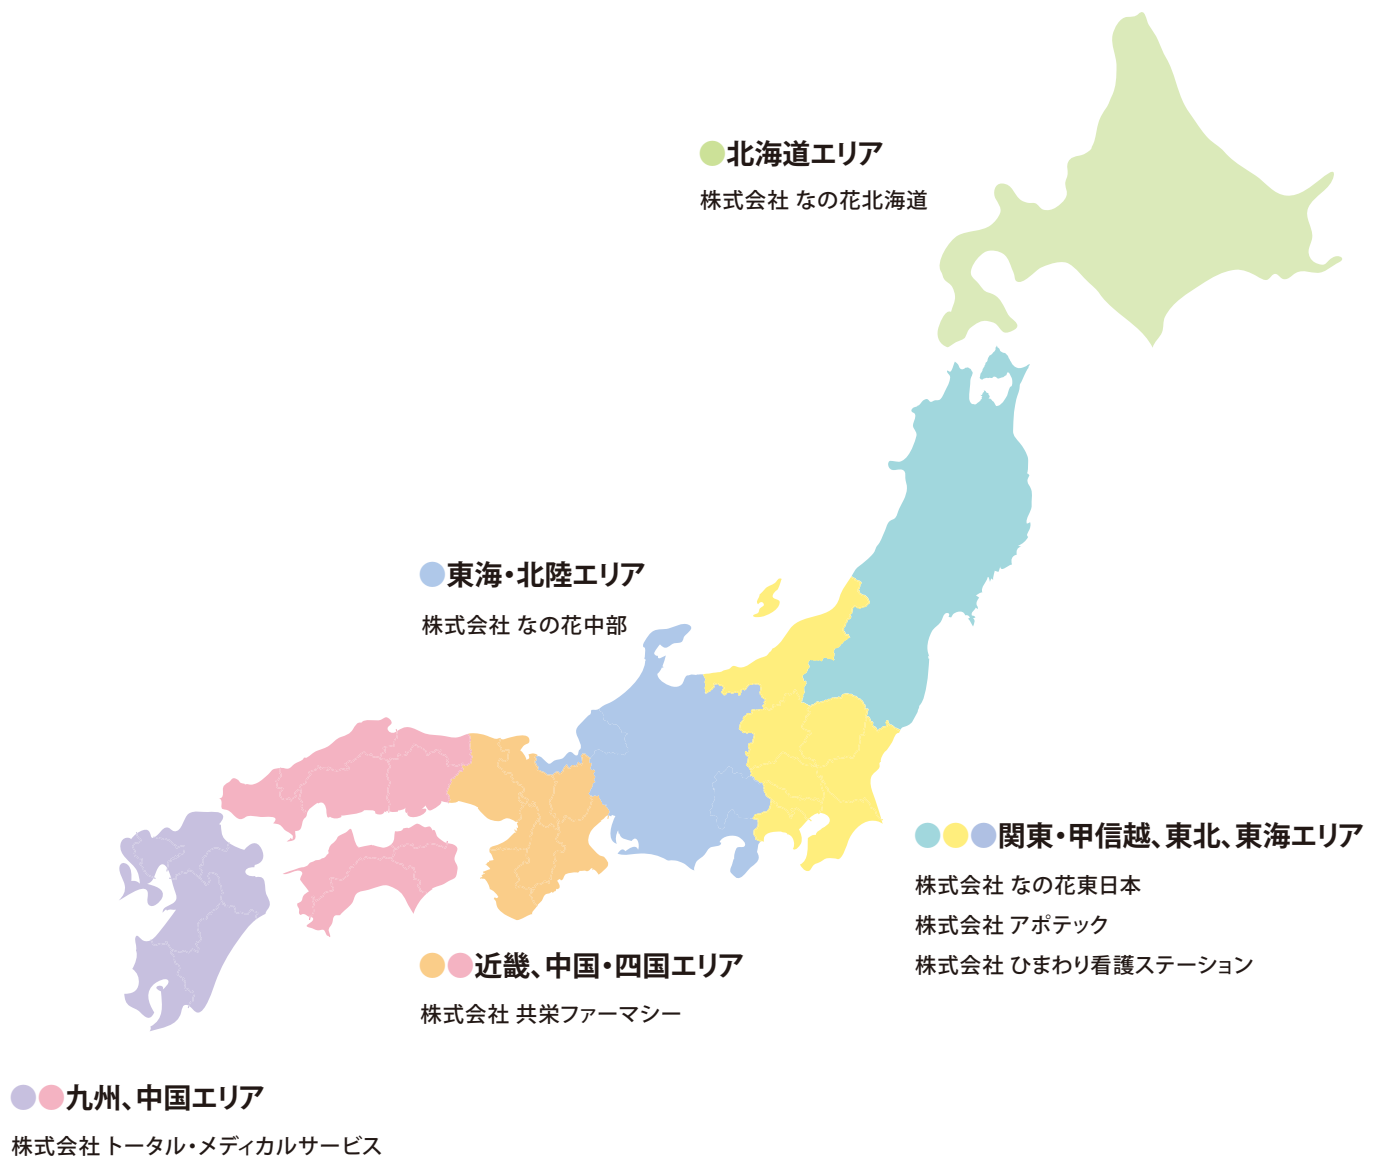 北海道エリア
株式会社 なの花北海道
東海・北陸エリア
株式会社 なの花中部
関東・甲信越、東北、東海エリア
株式会社 なの花東日本
株式会社 アポテック
株式会社 ひまわり看護ステーション
近畿、中国・四国エリア
株式会社 共栄ファーマシー
九州、中国エリア
株式会社 トータル・メディカルサービス